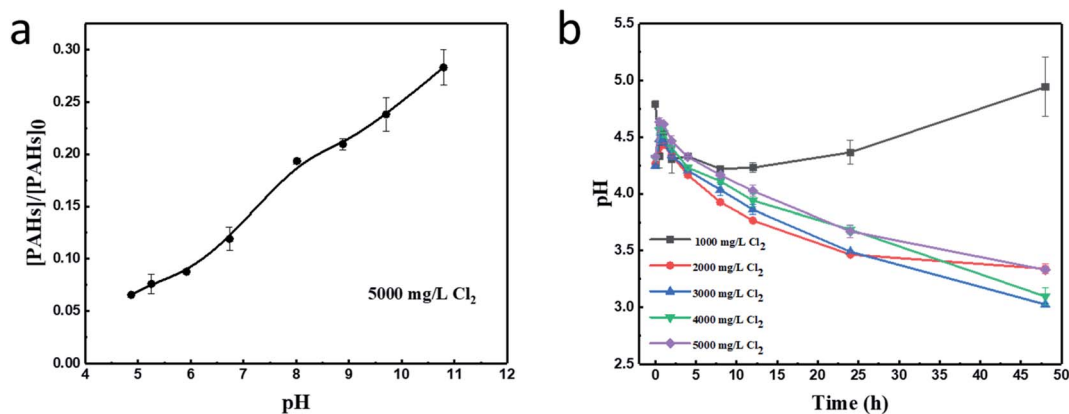 a
[PAHs]/[PAHs]0
0.30
0.25
0.20
0.15
0.10
0.05
0.00
5000 mg/L Cl2
4 5 6 7 8 9 10 11 12
pH
b
pH
5.5
5.0
4.5
4.0
3.5
3.0
2.5
1000 mg/L Cl2
2000 mg/L Cl2
3000 mg/L Cl2
4000 mg/L Cl2
5000 mg/L Cl2
0 5 10 15 20 25 30 35 40 45 50
Time (h)